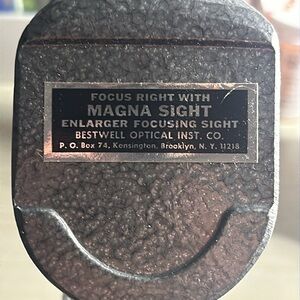 FOCUS RIGHT WITH
MAGNA SIGHT
ENLARGER FOCUSING SIGHT
BESTWELL OPTICAL INST. CO.
P. O. Box 74, Kensington, Brooklyn, N. Y. 11218